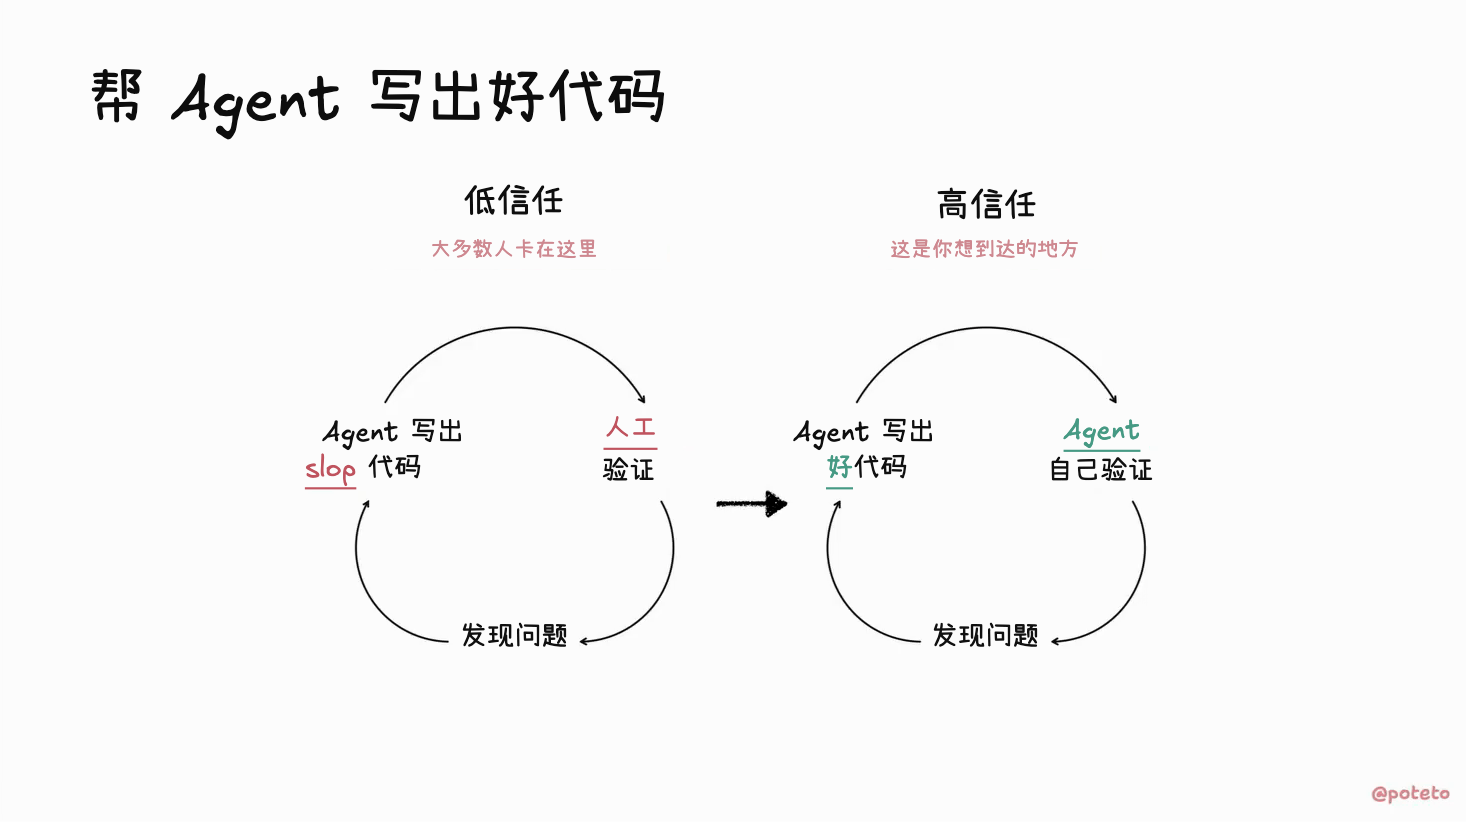 帮 Agent 写出好代码
低信任
大多数人卡在这里
Agent 写出
slop 代码
人工
验证
发现问题
高信任
这是你想到达的地方
Agent 写出
好代码
Agent
自己验证
发现问题
@poteto